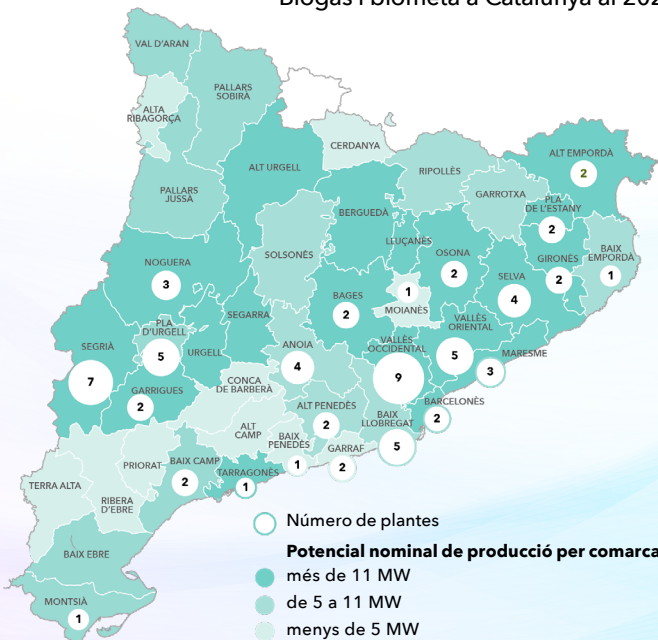 Biogàs i biometà a Catalunya al 202
VAL D'ARAN
PALLARS
SOBIRÀ
ALTA
RIBAGORÇA
CERDANYA
ALT EMPORDÀ
2
ALT URGELL
RIPOLLÈS
GARROTXA
PALLARS
JUSSÀ
PLA
DE L'ESTANY
2
BERGUEDÀ
LLUÇANÈS
OSONA
2
SOLSONÈS
GIRONÈS
2
BAIX
EMPORDÀ
1
NOGUERA
3
SELVA
4
BAGES
2
1
MOIANÈS
SEGARRA
VALLÈS
ORIENTAL
5
PLA
D'URGELL
5
SEGRIÀ
7
URGELL
ANOIA
4
VALLÈS
OCCIDENTAL
9
MARESME
3
CONCA
DE BARBERÀ
GARRIGUES
2
ALT PENEDÈS
2
BAIX
LLOBREGAT
5
BARCELONÈS
2
ALT
CAMP
BAIX
PENEDÈS
1
GARRAF
2
PRIORAT
BAIX CAMP
2
TARRAGONÈS
1
TERRA ALTA
RIBERA
D'EBRE
BAIX EBRE
MONTSIÀ
1
Número de plantes
Potencial nominal de producció per comarca
més de 11 MW
de 5 a 11 MW
menys de 5 MW